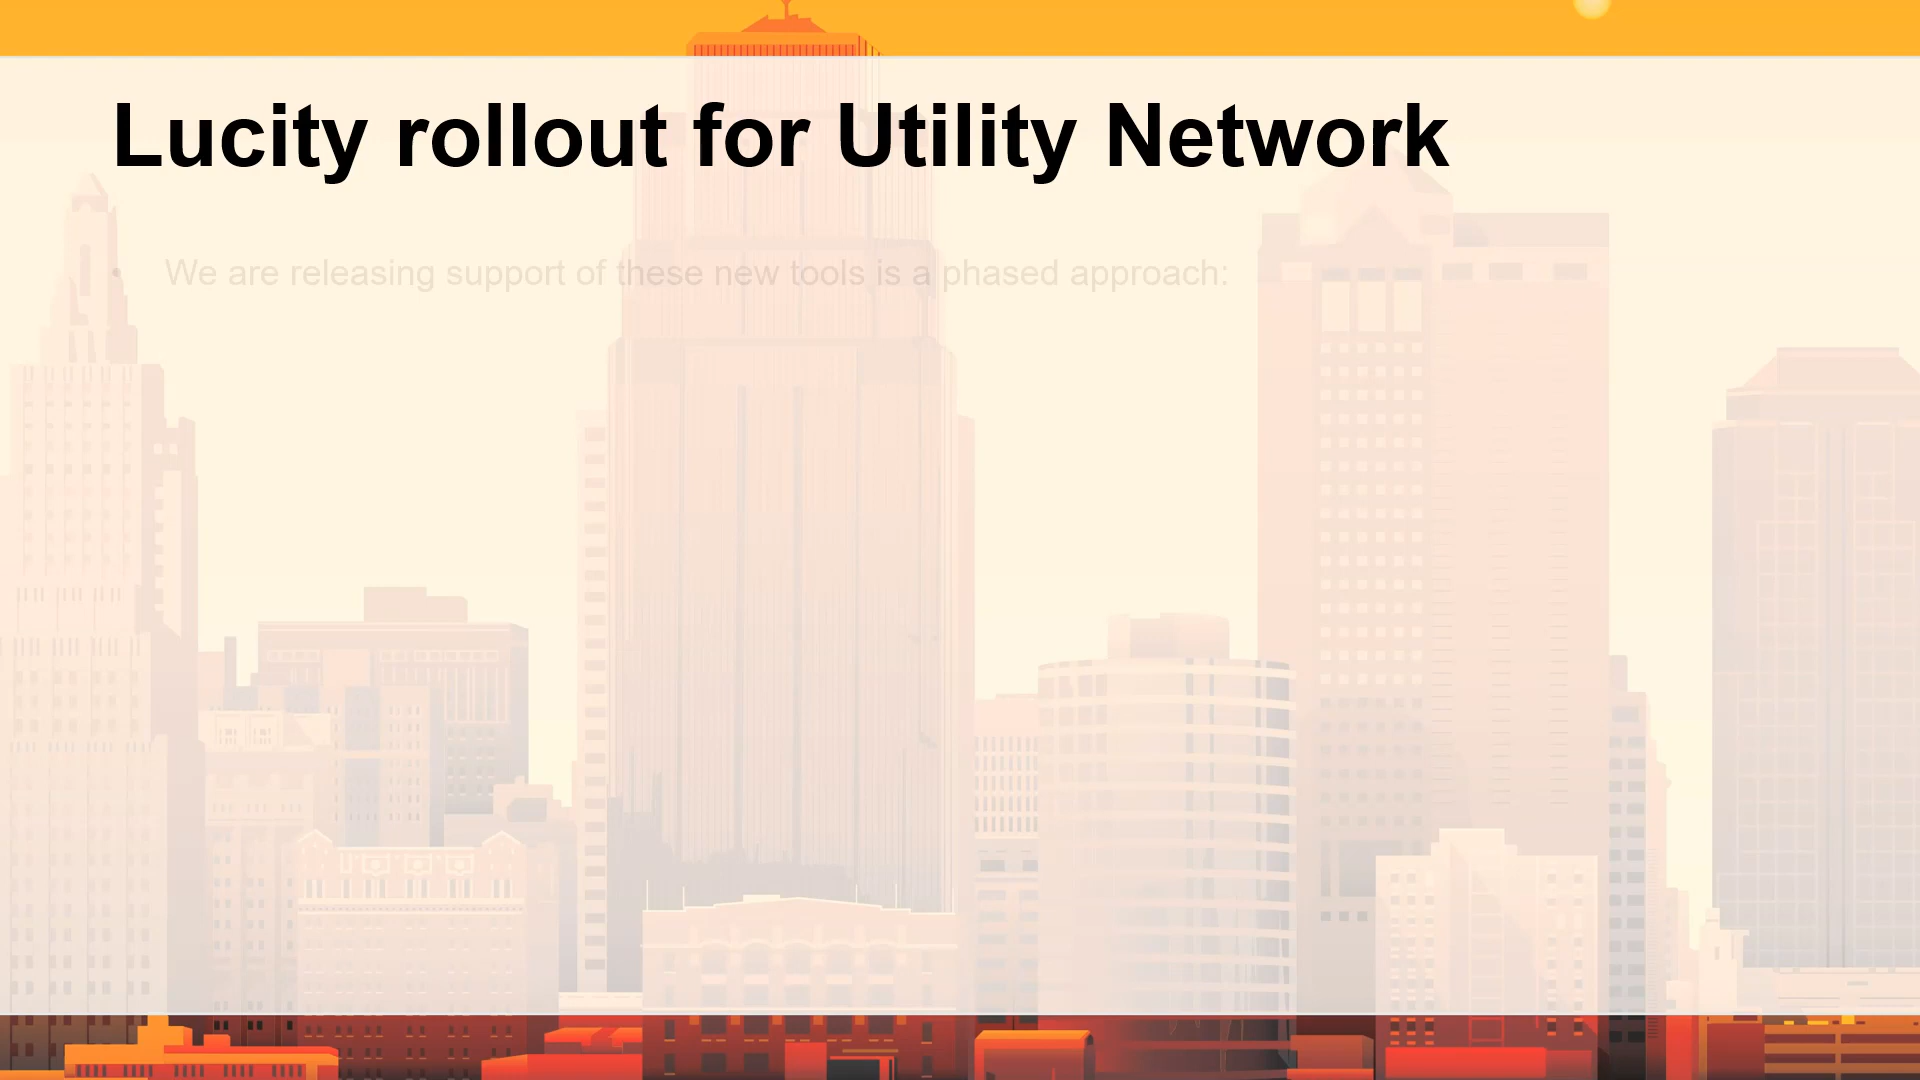 Lucity rollout for Utility Network
We are releasing support of these new tools is a phased approach: